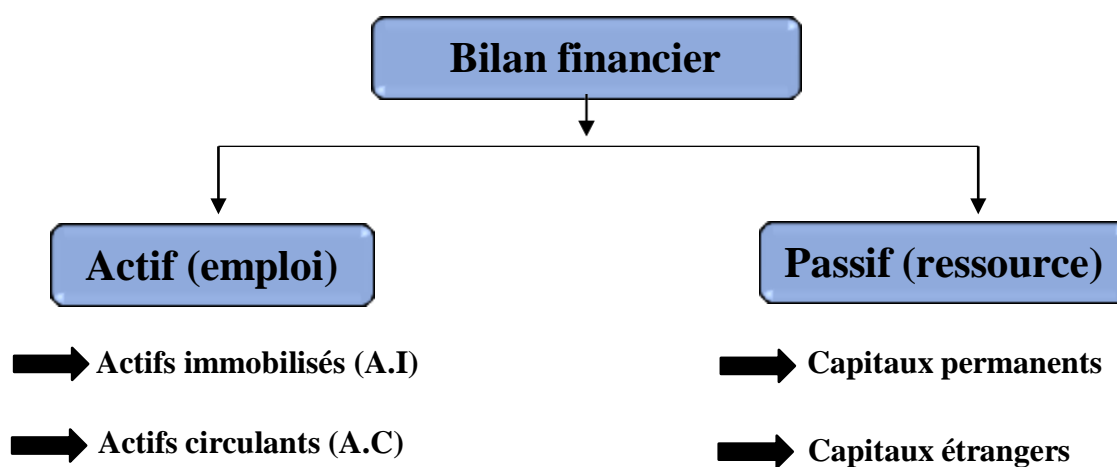 Bilan financier
Actif (emploi)
Passif (ressource)
Actifs immobilisés (A.I)
Capitaux permanents
Actifs circulants (A.C)
Capitaux étrangers